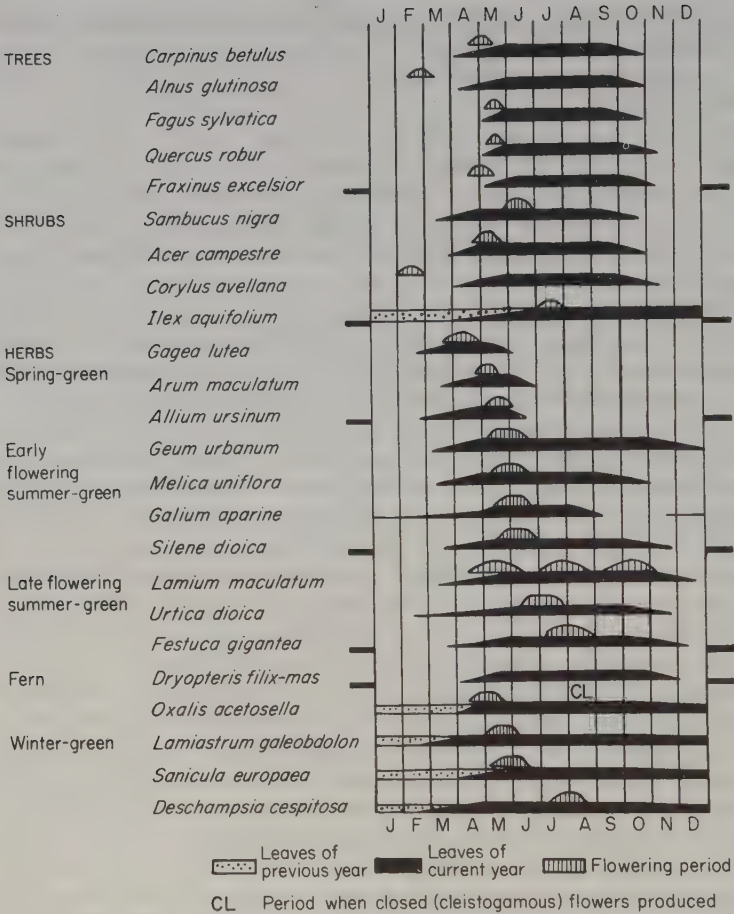 J F M A M J J A S O N D
TREES Carpinus betulus
Alnus glutinosa
Fagus sylvatica
Quercus robur
Fraxinus excelsior
SHRUBS Sambucus nigra
Acer campestre
Corylus avellana
Ilex aquifolium
HERBS Gagea lutea
Spring-green
Arum maculatum
Allium ursinum
Early Geum urbanum
flowering
summer-green Melica uniflora
Galium aparine
Silene dioica
Late flowering Lamium maculatum
summer-green
Urtica dioica
Festuca gigantea
Fern Dryopteris filix-mas
CL
Oxalis acetosella
Winter-green Lamiastrum galeobdolon
Sanicula europaea
Deschampsia cespitosa
J F M A M J J A S O N D
Leaves of previous year Leaves of current year Flowering period
CL Period when closed (cleistogamous) flowers produced